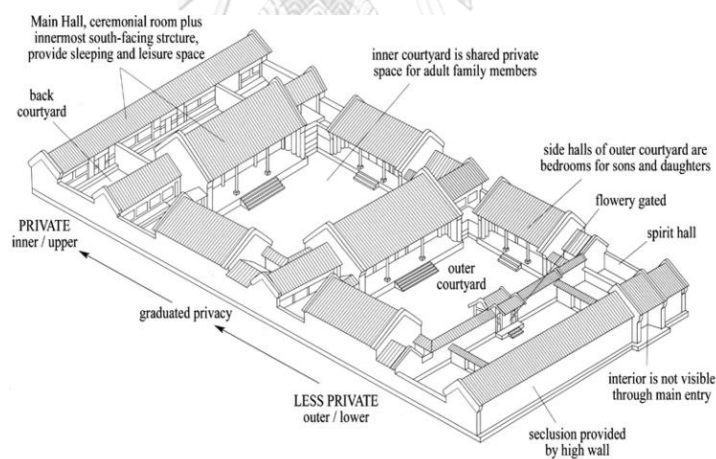 Main Hall, ceremonial room plus
innermost south-facing strcture,
provide sleeping and leisure space
inner courtyard is shared private
space for adult family members
back
courtyard
side halls of outer courtyard are
bedrooms for sons and daughters
flowery gated
spirit hall
PRIVATE
inner / upper
outer
courtyard
graduated privacy
LESS PRIVATE
outer / lower
interior is not visible
through main entry
seclusion provided
by high wall